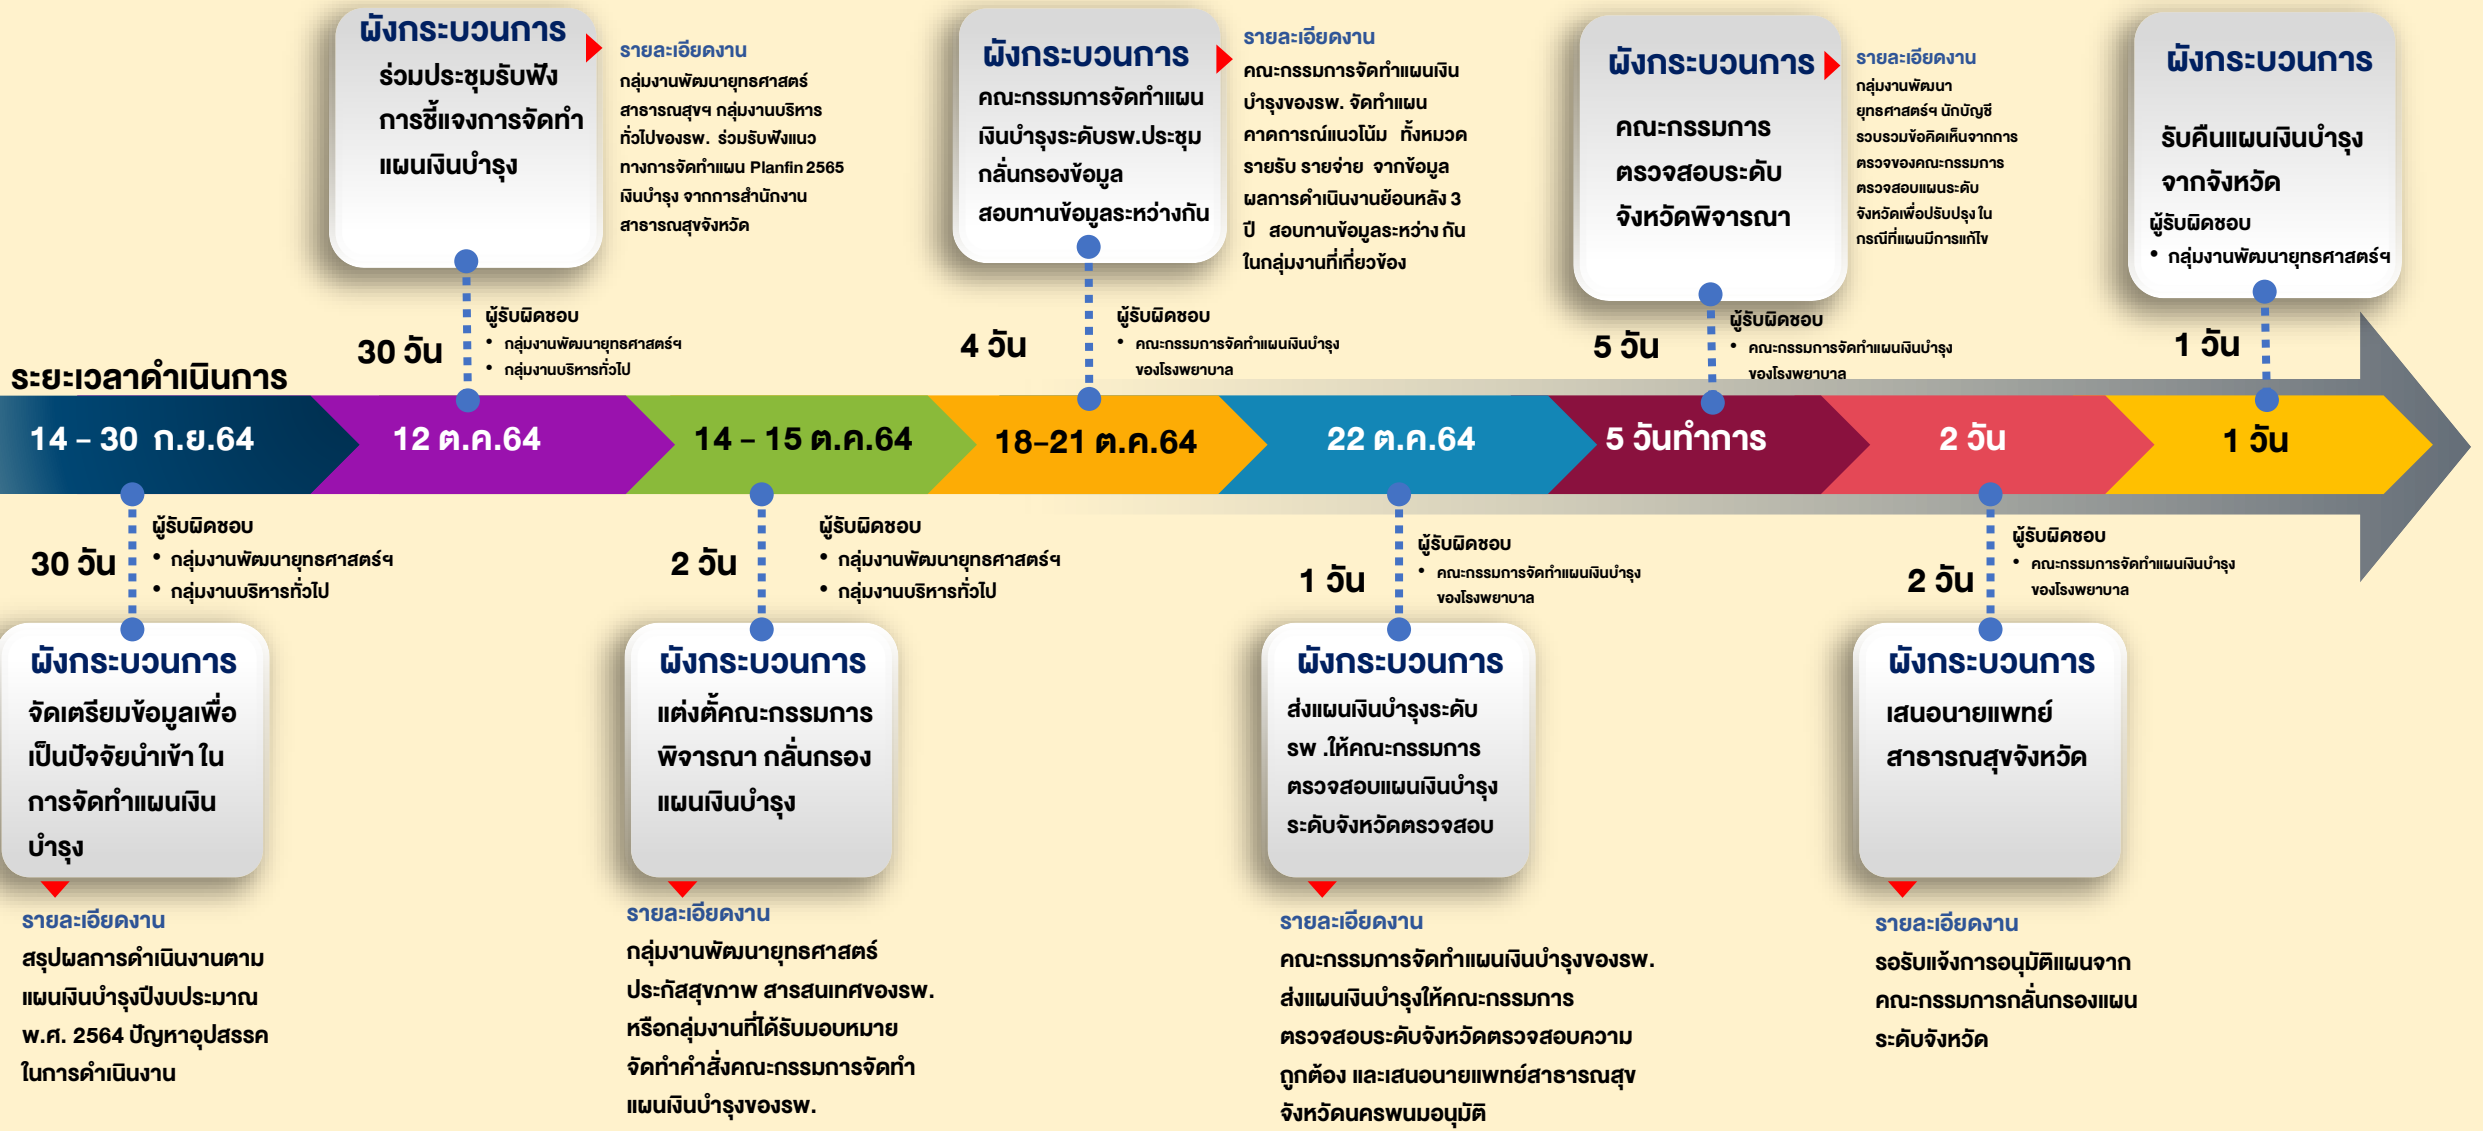 ผังกระบวนการ
ร่วมประชุมรับฟัง
การชี้แจงการจัดทำ
แผนเงินบำรุง
รายละเอียดงาน
กลุ่มงานพัฒนายุทธศาสตร์
สาธารณสุขฯ กลุ่มงานบริหาร
ทั่วไปของรพ. ร่วมรับฟังแนว
ทางการจัดทำแผน Planfin 2565
เงินบำรุง จากการสำนักงาน
สาธารณสุขจังหวัด
ผังกระบวนการ
คณะกรรมการจัดทำแผน
เงินบำรุงระดับรพ.ประชุม
กลั่นกรองข้อมูล
สอบทานข้อมูลระหว่างกัน
รายละเอียดงาน
คณะกรรมการจัดทำแผนเงิน
บำรุงของรพ. จัดทำแผน
คาดการณ์แนวโน้ม ทั้งหมวด
รายรับ รายจ่าย จากข้อมูล
ผลการดำเนินงานย้อนหลัง 3
ปี สอบทานข้อมูลระหว่าง กัน
ในกลุ่มงานที่เกี่ยวข้อง
ผังกระบวนการ
คณะกรรมการ
ตรวจสอบระดับ
จังหวัดพิจารณา
รายละเอียดงาน
กลุ่มงานพัฒนา
ยุทธศาสตร์ฯ นักบัญชี
รวบรวมข้อคิดเห็นจากการ
ตรวจของคณะกรรมการ
ตรวจสอบแผนระดับ
จังหวัดเพื่อปรับปรุง ใน
กรณีที่แผนมีการแก้ไข
ผังกระบวนการ
รับคืนแผนเงินบำรุง
จากจังหวัด
ผู้รับผิดชอบ
• กลุ่มงานพัฒนายุทธศาสตร์ฯ
30 วัน
ผู้รับผิดชอบ
• กลุ่มงานพัฒนายุทธศาสตร์ฯ
• กลุ่มงานบริหารทั่วไป
4 วัน
ผู้รับผิดชอบ
• คณะกรรมการจัดทำแผนเงินบำรุง
ของโรงพยาบาล
5 วัน
ผู้รับผิดชอบ
• คณะกรรมการจัดทำแผนเงินบำรุง
ของโรงพยาบาล
1 วัน
ระยะเวลาดำเนินการ
14 – 30 ก.ย.64
12 ต.ค.64
14 – 15 ต.ค.64
18-21 ต.ค.64
22 ต.ค.64
5 วันทำการ
2 วัน
1 วัน
30 วัน
ผู้รับผิดชอบ
• กลุ่มงานพัฒนายุทธศาสตร์ฯ
• กลุ่มงานบริหารทั่วไป
2 วัน
ผู้รับผิดชอบ
• กลุ่มงานพัฒนายุทธศาสตร์ฯ
• กลุ่มงานบริหารทั่วไป
1 วัน
ผู้รับผิดชอบ
• คณะกรรมการจัดทำแผนเงินบำรุง
ของโรงพยาบาล
2 วัน
ผู้รับผิดชอบ
• คณะกรรมการจัดทำแผนเงินบำรุง
ของโรงพยาบาล
ผังกระบวนการ
จัดเตรียมข้อมูลเพื่อ
เป็นปัจจัยนำเข้า ใน
การจัดทำแผนเงิน
บำรุง
รายละเอียดงาน
สรุปผลการดำเนินงานตาม
แผนเงินบำรุงปีงบประมาณ
พ.ศ. 2564 ปัญหาอุปสรรค
ในการดำเนินงาน
ผังกระบวนการ
แต่งตั้คณะกรรมการ
พิจารณา กลั่นกรอง
แผนเงินบำรุง
รายละเอียดงาน
กลุ่มงานพัฒนายุทธศาสตร์
ประกัสสุขภาพ สารสนเทศของรพ.
หรือกลุ่มงานที่ได้รับมอบหมาย
จัดทำคำสั่งคณะกรรมการจัดทำ
แผนเงินบำรุงของรพ.
ผังกระบวนการ
ส่งแผนเงินบำรุงระดับ
รพ .ให้คณะกรรมการ
ตรวจสอบแผนเงินบำรุง
ระดับจังหวัดตรวจสอบ
รายละเอียดงาน
คณะกรรมการจัดทำแผนเงินบำรุงของรพ.
ส่งแผนเงินบำรุงให้คณะกรรมการ
ตรวจสอบระดับจังหวัดตรวจสอบความ
ถูกต้อง และเสนอนายแพทย์สาธารณสุข
จังหวัดนครพนมอนุมัติ
ผังกระบวนการ
เสนอนายแพทย์
สาธารณสุขจังหวัด
รายละเอียดงาน
รอรับแจ้งการอนุมัติแผนจาก
คณะกรรมการกลั่นกรองแผน
ระดับจังหวัด